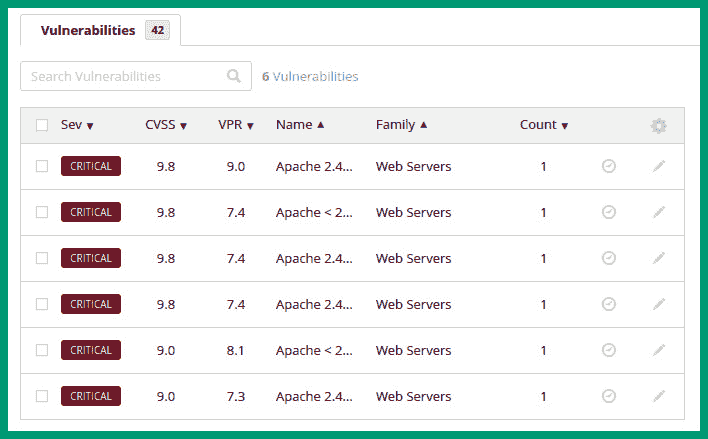 Vulnerabilities 42
Search Vulnerabilities 6 Vulnerabilities
Sev ▼ CVSS ▼ VPR ▼ Name ▲ Family ▲ Count ▼
CRITICAL 9.8 9.0 Apache 2.4... Web Servers 1
CRITICAL 9.8 7.4 Apache < 2... Web Servers 1
CRITICAL 9.8 7.4 Apache 2.4... Web Servers 1
CRITICAL 9.8 7.4 Apache 2.4... Web Servers 1
CRITICAL 9.0 8.1 Apache < 2... Web Servers 1
CRITICAL 9.0 7.3 Apache 2.4... Web Servers 1